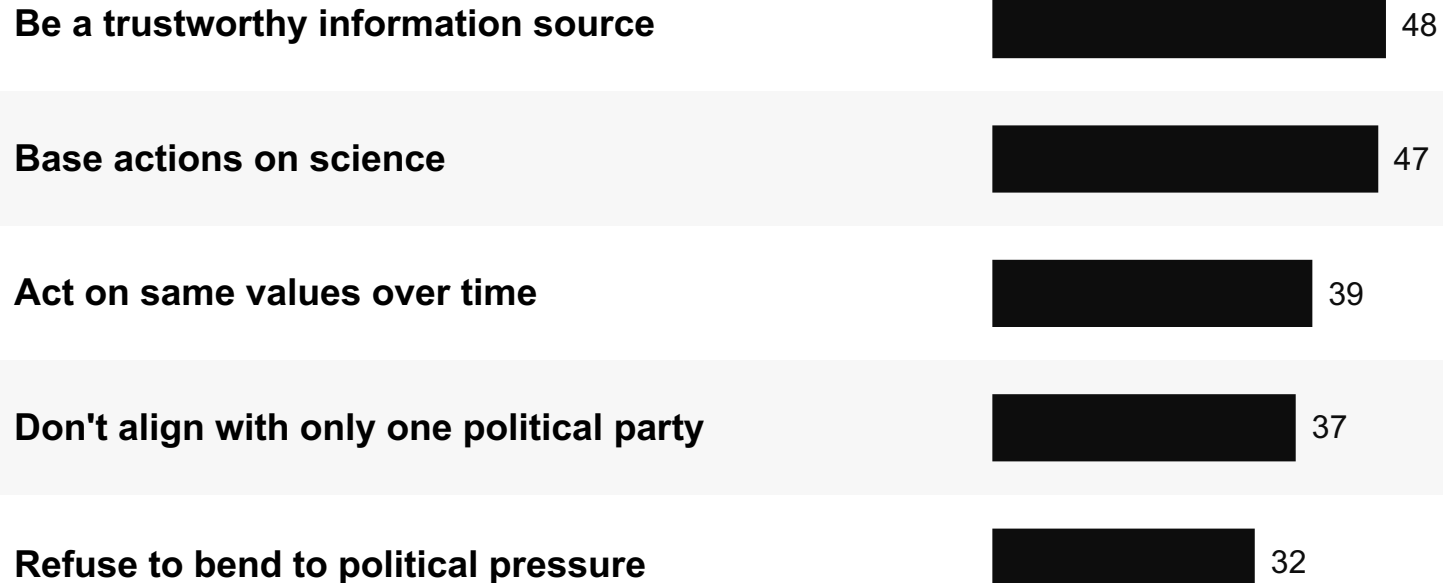 Be a trustworthy information source 48
Base actions on science 47
Act on same values over time 39
Don't align with only one political party 37
Refuse to bend to political pressure 32